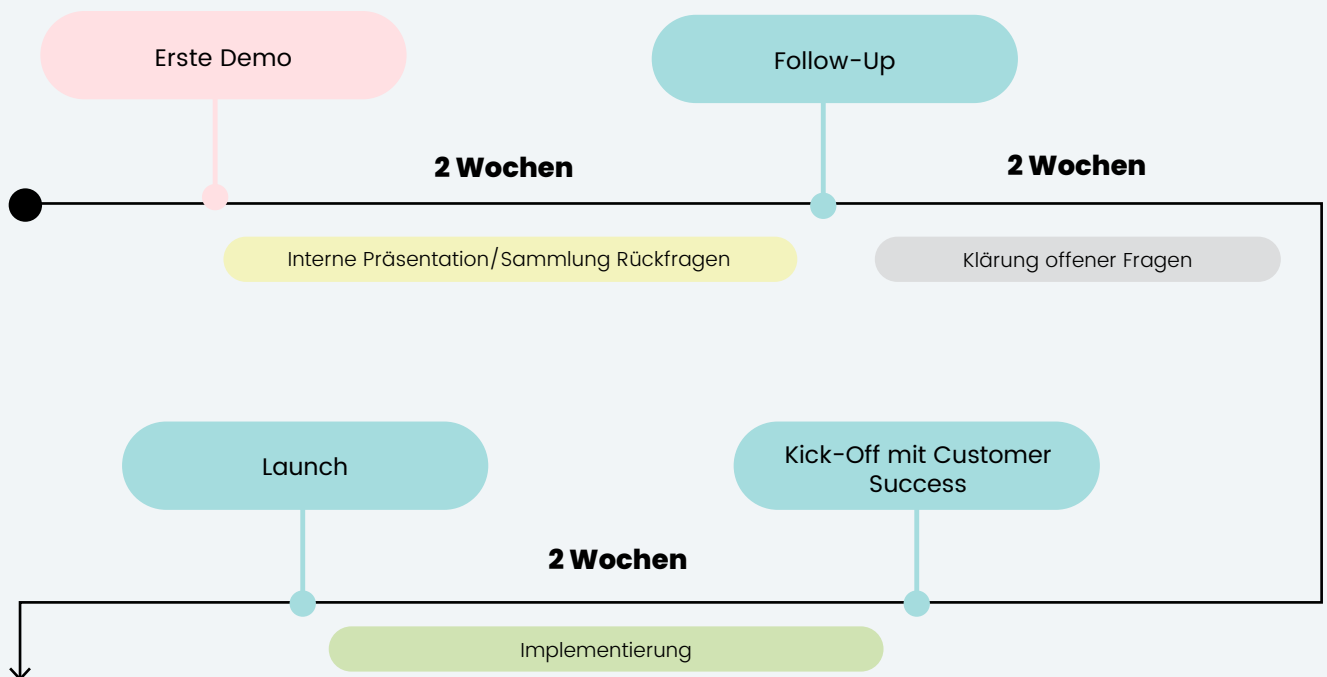 Erste Demo
Follow-Up
2 Wochen
2 Wochen
Interne Präsentation/Sammlung Rückfragen
Klärung offener Fragen
Launch
Kick-Off mit Customer
Success
2 Wochen
Implementierung